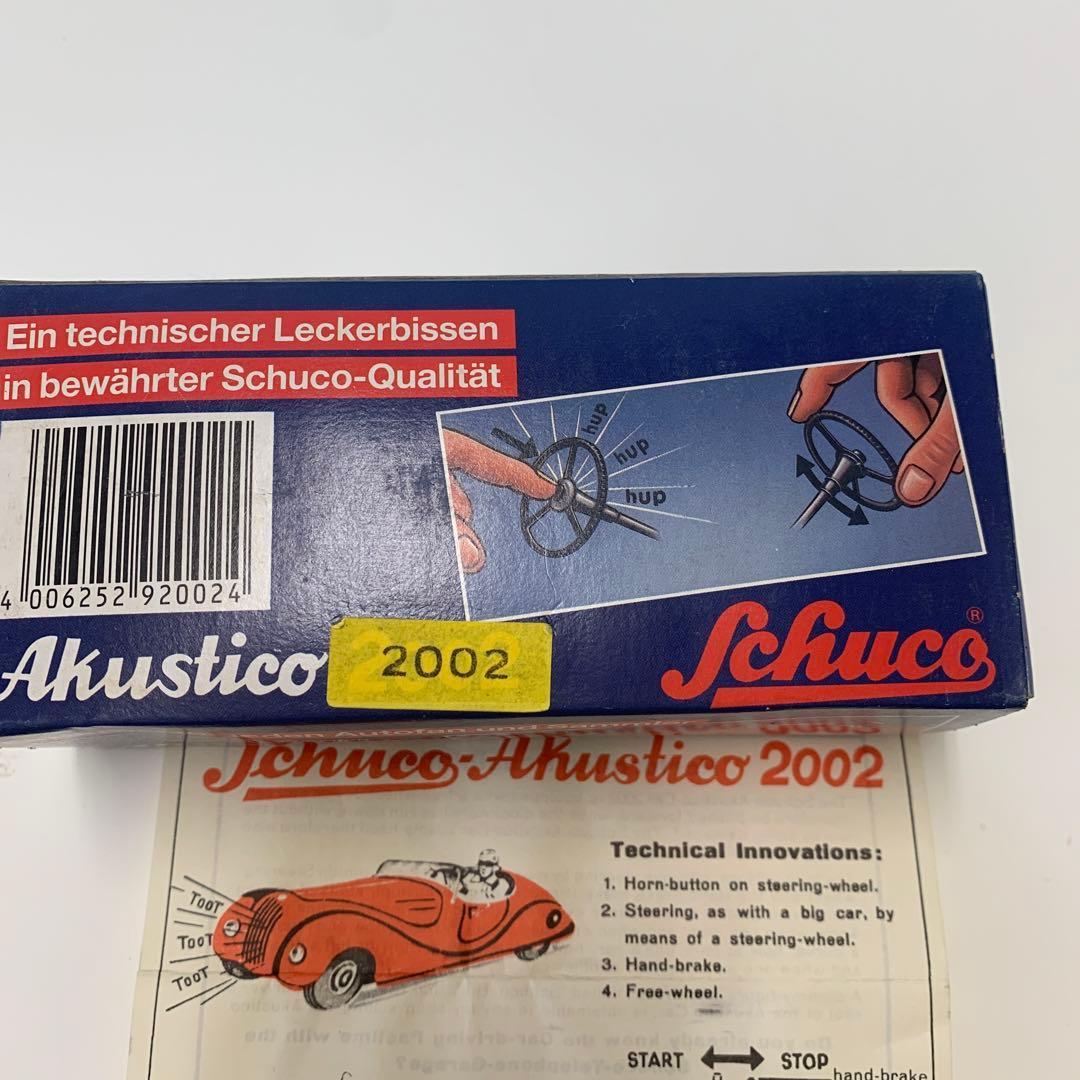 Ein technischer Leckerbissen
in bewährter Schuco-Qualität
hup
hup
hup
4 006252 920024
Akustico 2002
Schuco ®
Schuco-Akustico 2002
Technical Innovations:
1. Horn-button on steering-wheel.
2. Steering, as with a big car, by
means of a steering-wheel.
3. Hand-brake.
4. Free-wheel.
TOOT
TOOT
TOOT
START STOP
hand-brake